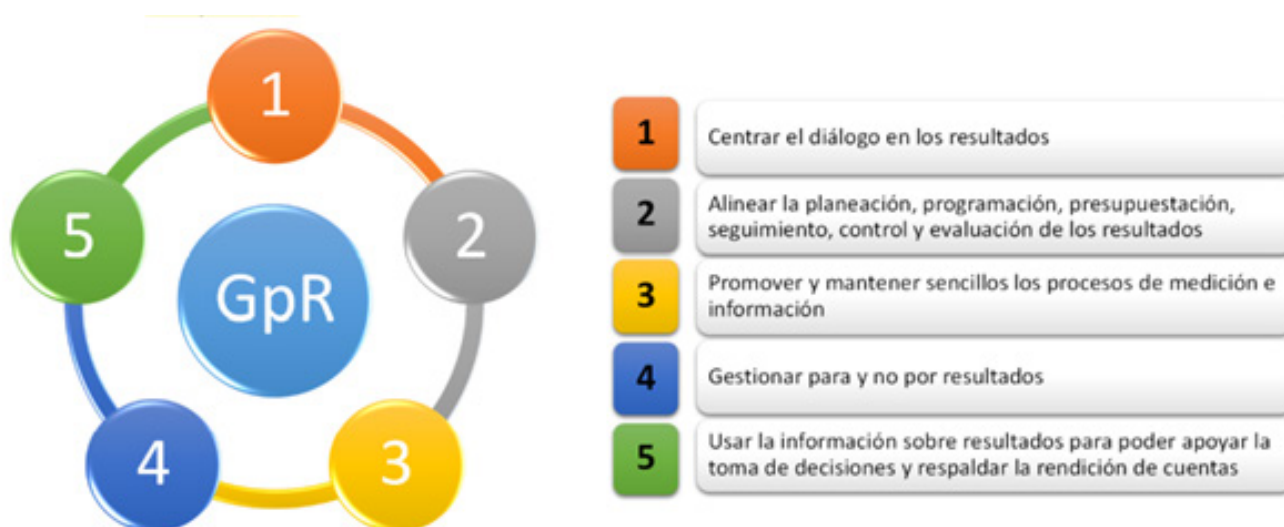 1
2
3
4
5
GpR
1
Centrar el diálogo en los resultados
2
Alinear la planeación, programación, presupuestación,
seguimiento, control y evaluación de los resultados
3
Promover y mantener sencillos los procesos de medición e
información
4
Gestionar para y no por resultados
5
Usar la información sobre resultados para poder apoyar la
toma de decisiones y respaldar la rendición de cuentas